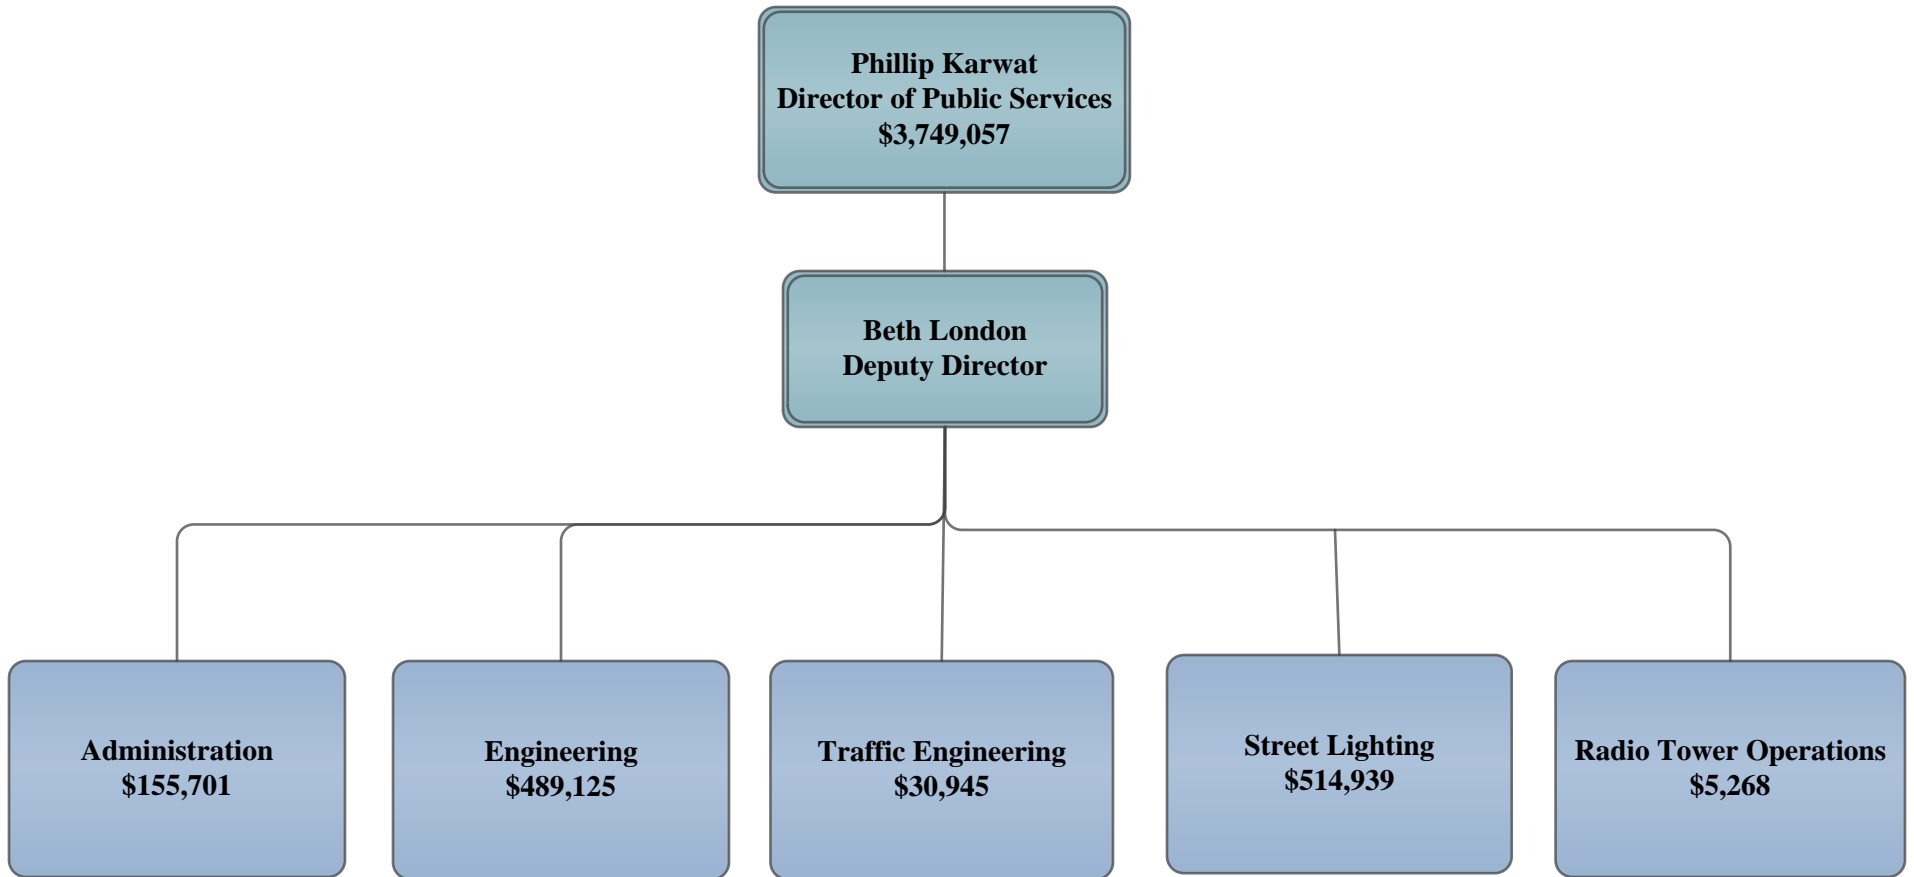 Phillip Karwat
Director of Public Services
$3,749,057
Beth London
Deputy Director
Administration
$155,701
Engineering
$489,125
Traffic Engineering
$30,945
Street Lighting
$514,939
Radio Tower Operations
$5,268